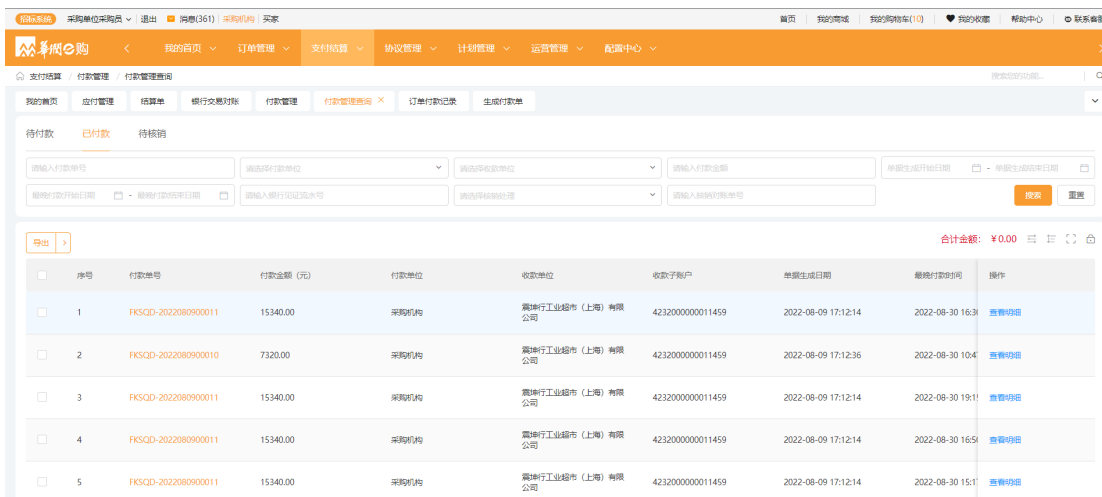 招标系统 采购单位采购员 退出 消息(361) 采购机构 买家 首页 我的商城 我的购物车(10) 我的收藏 帮助中心 联系客服
华润e购 我的首页 订单管理 支付结算 协议管理 计划管理 运营管理 配置中心
支付结算 / 付款管理 / 付款管理查询 搜索您的功能...
我的首页 应付管理 结算单 银行交易对账 付款管理 付款管理查询 × 订单付款记录 生成付款单
待付款 已付款 待核销
请输入付款单号 请选择付款单位 请选择收款单位 请输入付款金额 单据生成开始日期 - 单据生成结束日期
最晚付款开始日期 - 最晚付款结束日期 请输入银行见证流水号 请选择核销处理 请输入核销对账单号 搜索 重置
导出 合计金额: ¥0.00
序号 付款单号 付款金额(元) 付款单位 收款单位 收款子账户 单据生成日期 最晚付款时间 操作
1 FKSQD-2022080900011 15340.00 采购机构 震坤行工业超市(上海)有限 4232000000011459 2022-08-09 17:12:14 2022-08-30 16:3 查看明细
公司
2 FKSQD-2022080900010 7320.00 采购机构 震坤行工业超市(上海)有限 4232000000011459 2022-08-09 17:12:36 2022-08-30 10:4 查看明细
公司
3 FKSQD-2022080900011 15340.00 采购机构 震坤行工业超市(上海)有限 4232000000011459 2022-08-09 17:12:14 2022-08-30 19:1 查看明细
公司
4 FKSQD-2022080900011 15340.00 采购机构 震坤行工业超市(上海)有限 4232000000011459 2022-08-09 17:12:14 2022-08-30 16:5 查看明细
公司
5 FKSQD-2022080900011 15340.00 采购机构 震坤行工业超市(上海)有限 4232000000011459 2022-08-09 17:12:14 2022-08-30 15:1 查看明细
公司